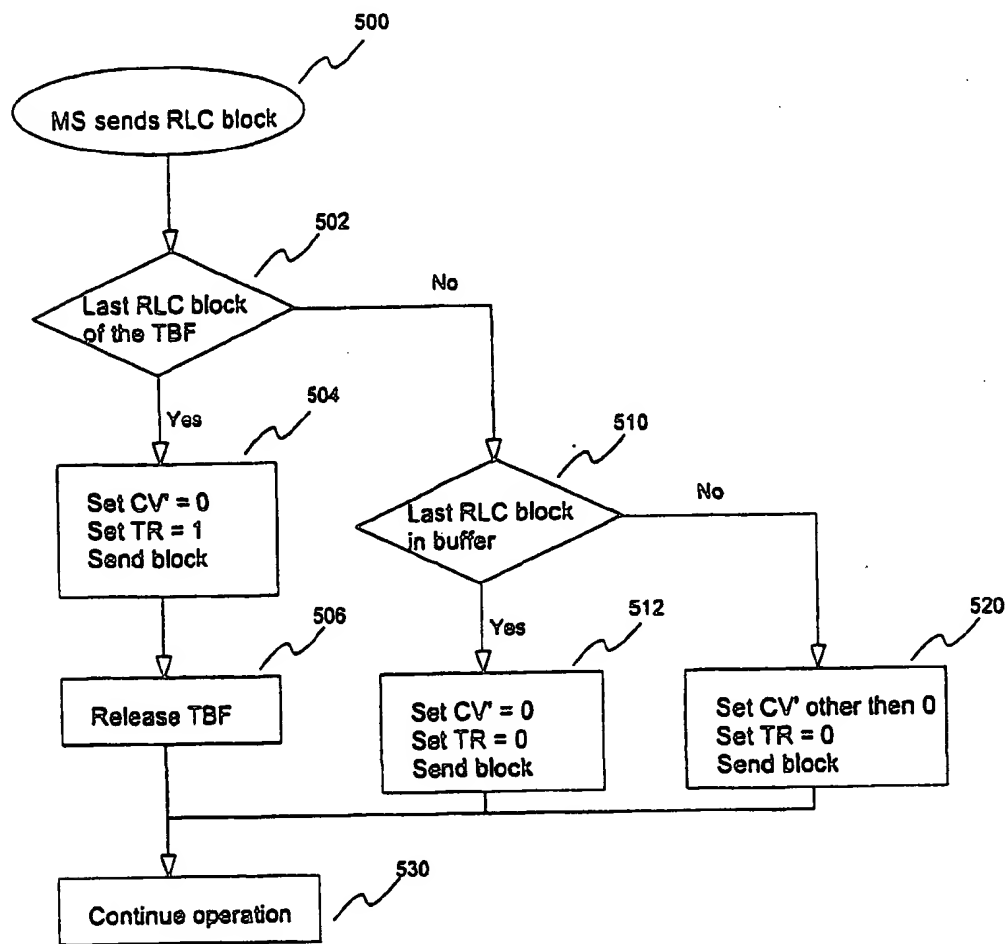 500
MS sends RLC block
502
Last RLC block
of the TBF
No
Yes
504
Set CV' = 0
Set TR = 1
Send block
506
Release TBF
510
Last RLC block
in buffer
No
Yes
512
Set CV' = 0
Set TR = 0
Send block
520
Set CV' other then 0
Set TR = 0
Send block
530
Continue operation